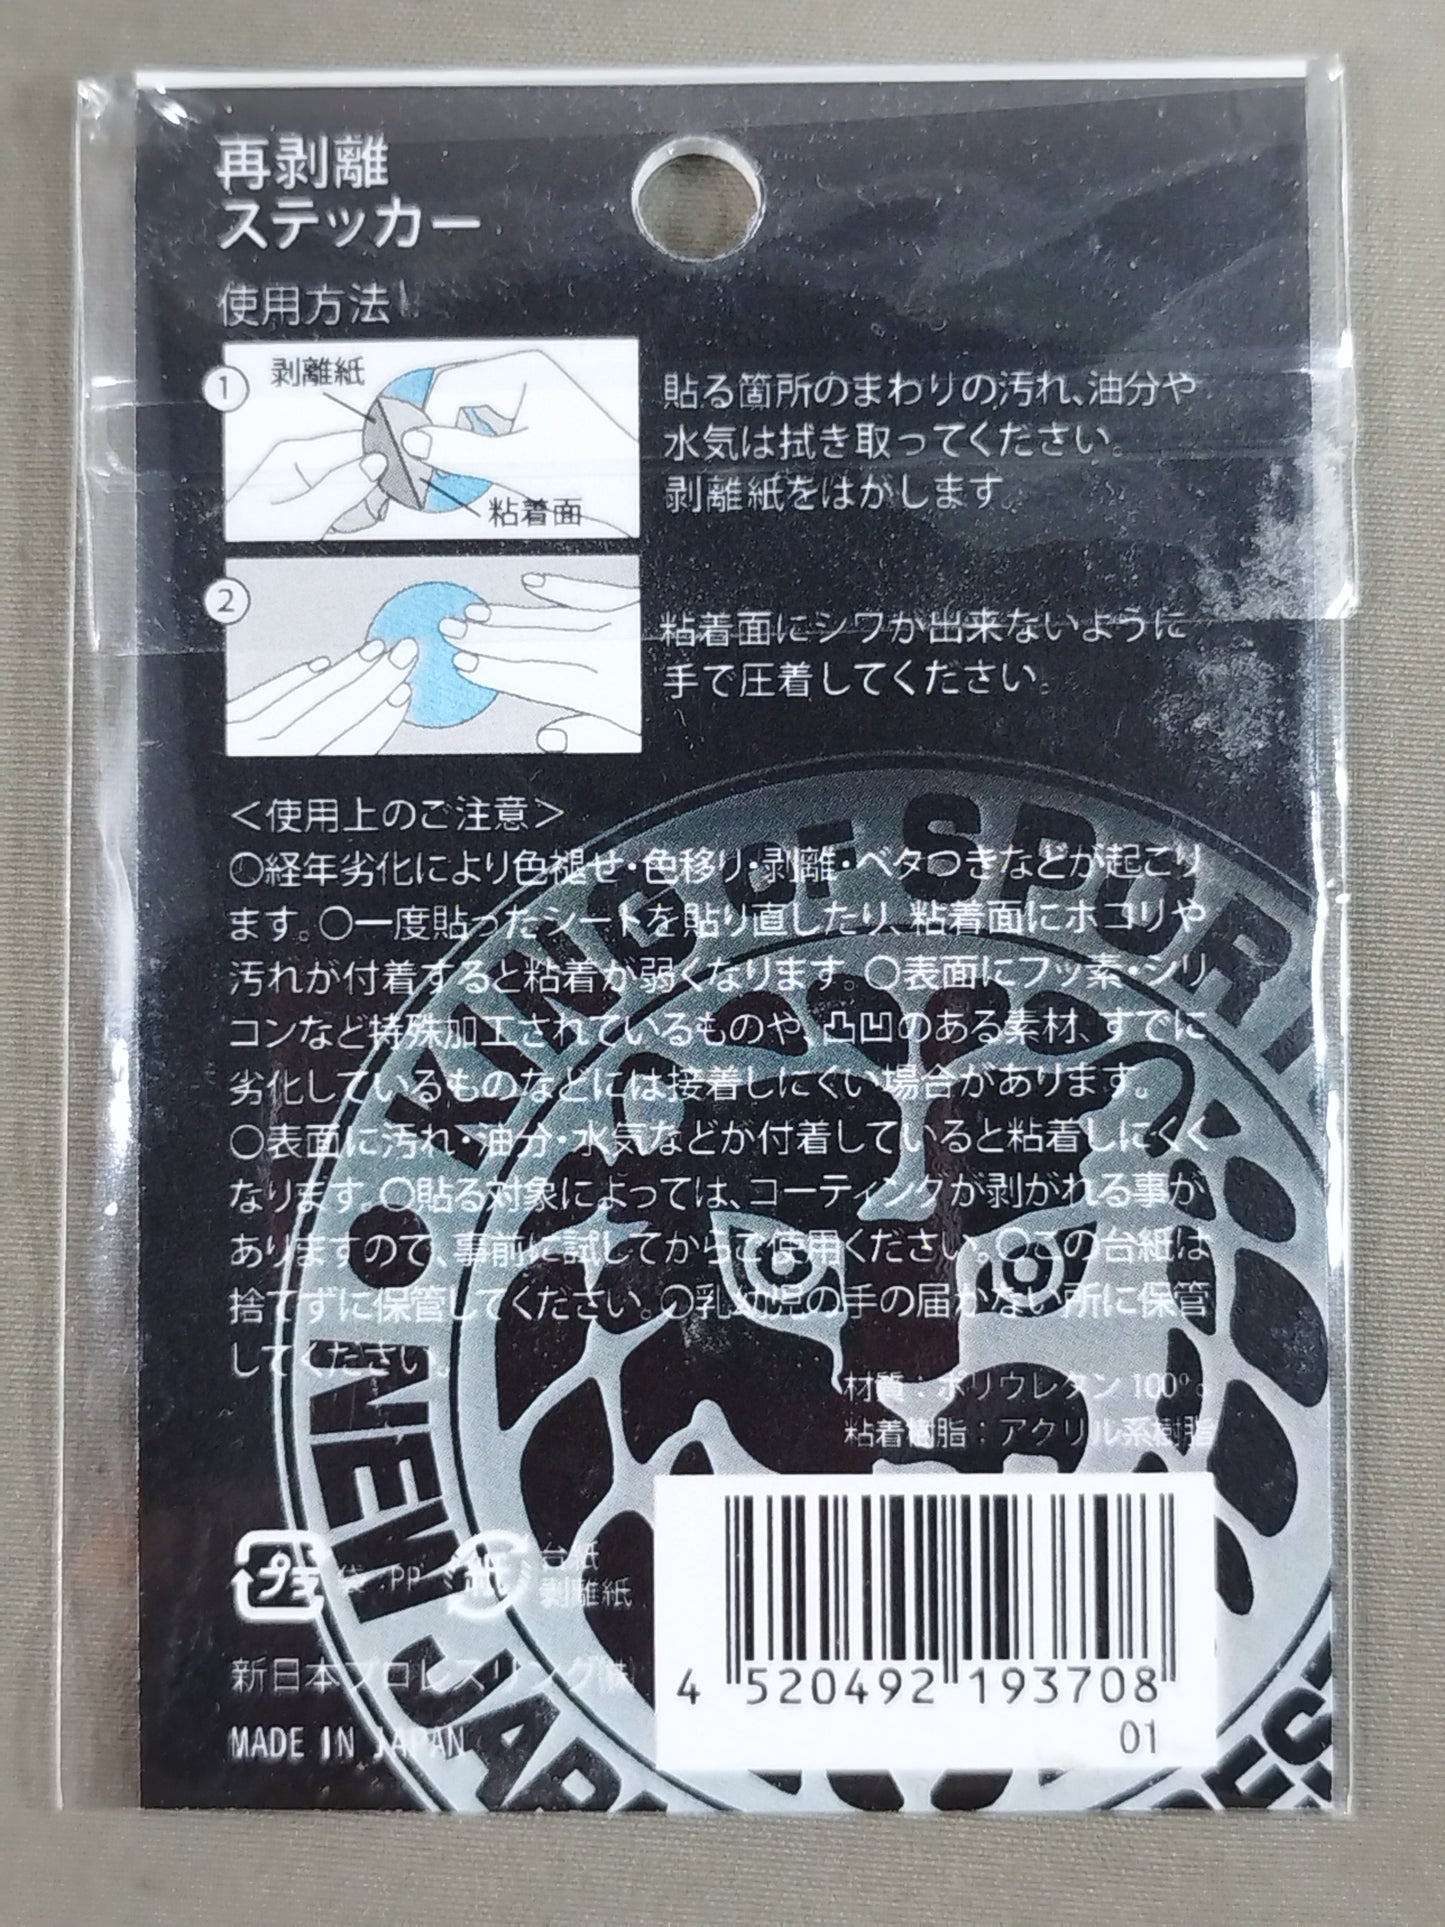 再剥離
ステッカー
使用方法
1
剥離紙
粘着面
貼る箇所のまわりの汚れ、油分や
水気は拭き取ってください。
剥離紙をはがします。
2
粘着面にシワが出来ないように
手で圧着してください。
＜使用上のご注意＞
○経年劣化により色褪せ・色移り・剥離・ベタつきなどが起こり
ます。○一度貼ったシートを貼り直したり、粘着面にホコリや
汚れが付着すると粘着が弱くなります。○表面にフッ素・シリ
コンなど特殊加工されているものや、凸凹のある素材、すでに
劣化しているものなどには接着しにくい場合があります。
○表面に汚れ・油分・水気などが付着していると粘着しにくく
なります。○貼る対象によっては、コーティングが剥がれる事が
ありますので、事前に試してからご使用ください。○この台紙は
捨てずに保管してください。○乳幼児の手の届かない所に保管
してください。
材質：ポリウレタン 100%
粘着樹脂：アクリル系樹脂
KING OF SPORTS
NEW JAPAN
プラ
袋:PP
紙
台紙
剥離紙
新日本プロレスリング㈱
MADE IN JAPAN
4 520492 193708
01